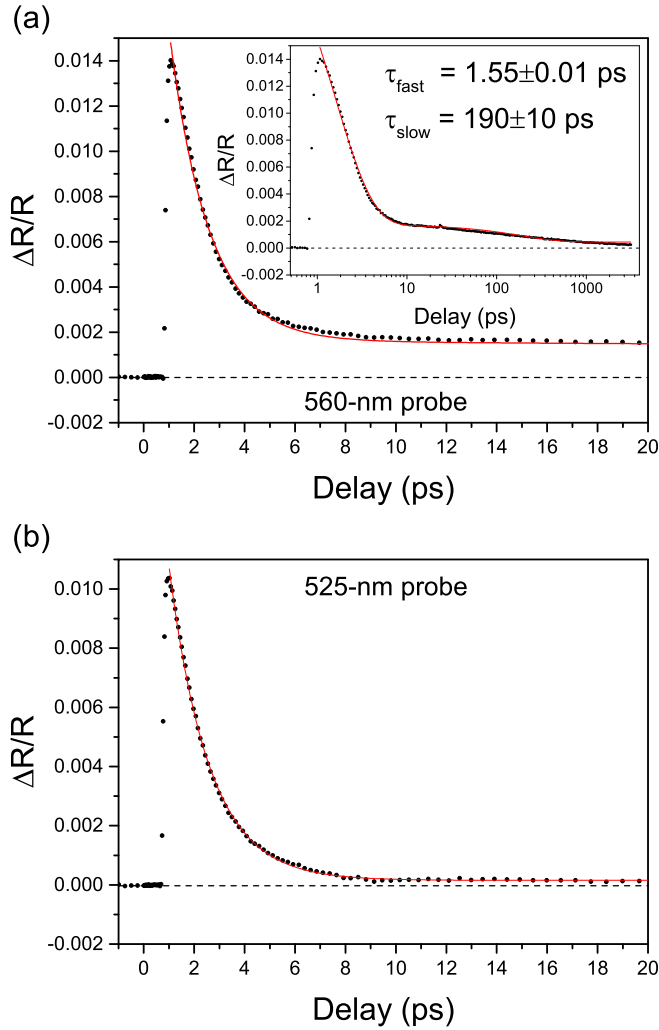 (a)
0.014
0.012
0.010
0.008
0.006
0.004
0.002
0.000
-0.002
ΔR/R
0 2 4 6 8 10 12 14 16 18 20
Delay (ps)
560-nm probe
0.014
0.012
0.010
0.008
0.006
0.004
0.002
0.000
-0.002
ΔR/R
1 10 100 1000
Delay (ps)
τfast = 1.55±0.01 ps
τslow = 190±10 ps
(b)
0.010
0.008
0.006
0.004
0.002
0.000
-0.002
ΔR/R
525-nm probe
0 2 4 6 8 10 12 14 16 18 20
Delay (ps)